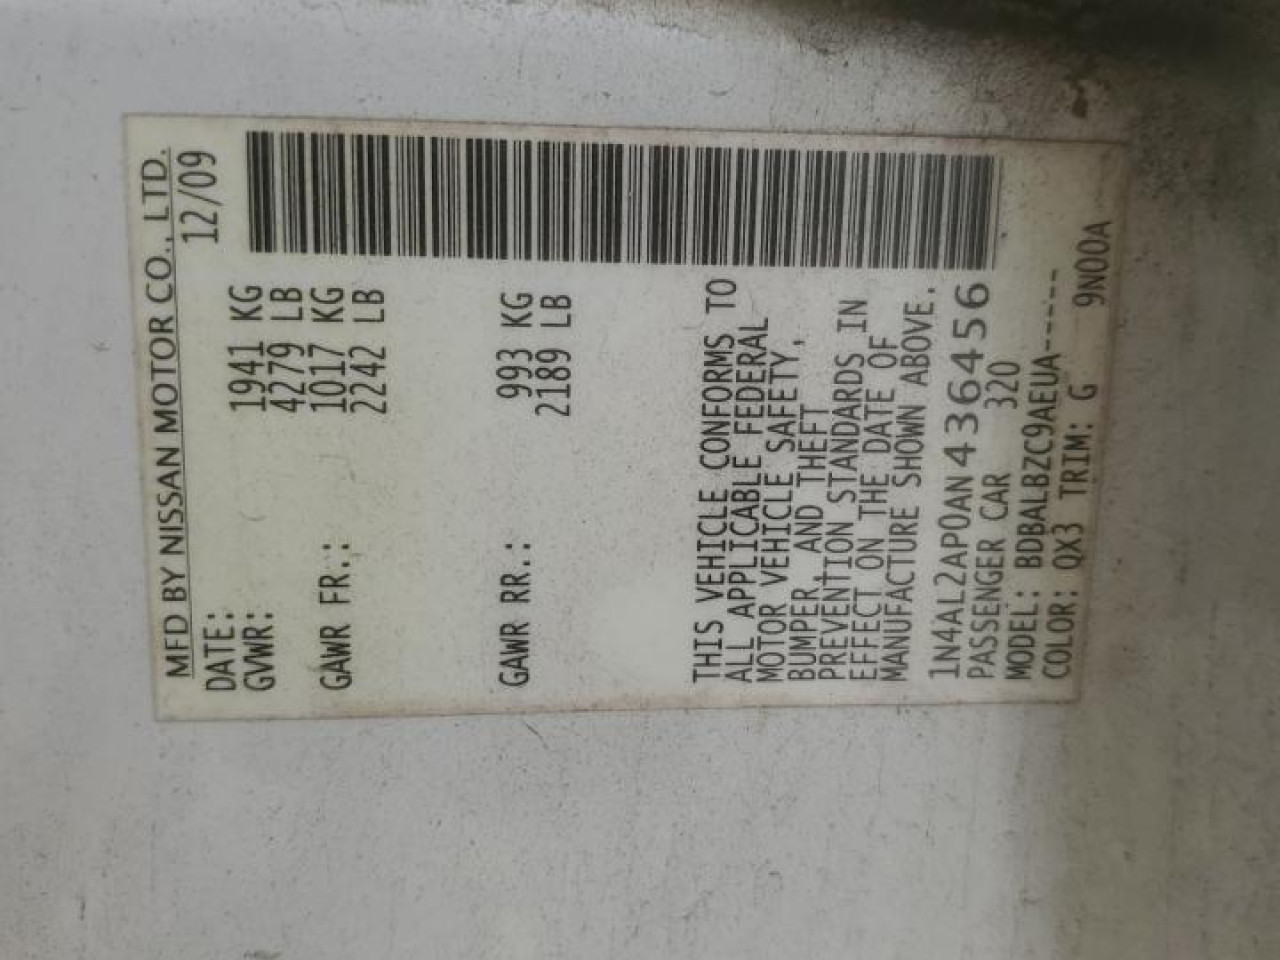 MFD BY NISSAN MOTOR CO., LTD.
DATE: 12/09
GVWR: 1941 KG
4279 LB
GAWR FR.: 1017 KG
2242 LB
GAWR RR.: 993 KG
2189 LB
THIS VEHICLE CONFORMS TO
ALL APPLICABLE FEDERAL
MOTOR VEHICLE SAFETY,
BUMPER, AND THEFT
PREVENTION STANDARDS IN
EFFECT ON THE DATE OF
MANUFACTURE SHOWN ABOVE.
1N4AL2AP0AN436456
PASSENGER CAR 320
MODEL: BDBALBZC9AEUA-----
COLOR: QX3 TRIM: G 9N00A